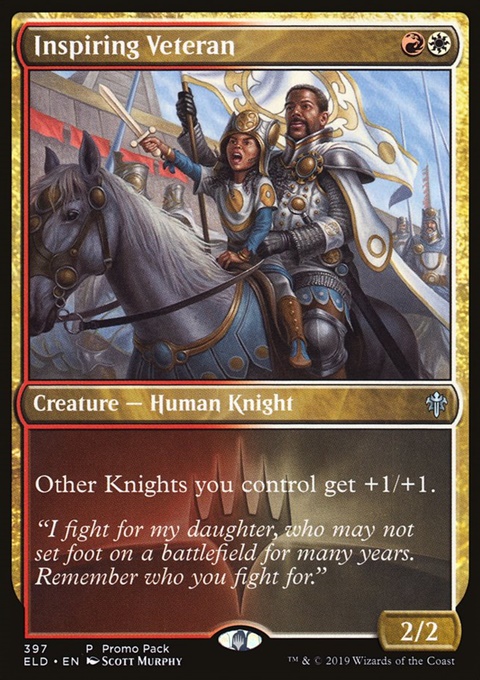 Inspiring Veteran
Creature — Human Knight
Other Knights you control get +1/+1.
“I fight for my daughter, who may not
set foot on a battlefield for many years.
Remember who you fight for.”
2/2
397 P Promo Pack
ELD • EN Scott Murphy
™ & © 2019 Wizards of the Coast